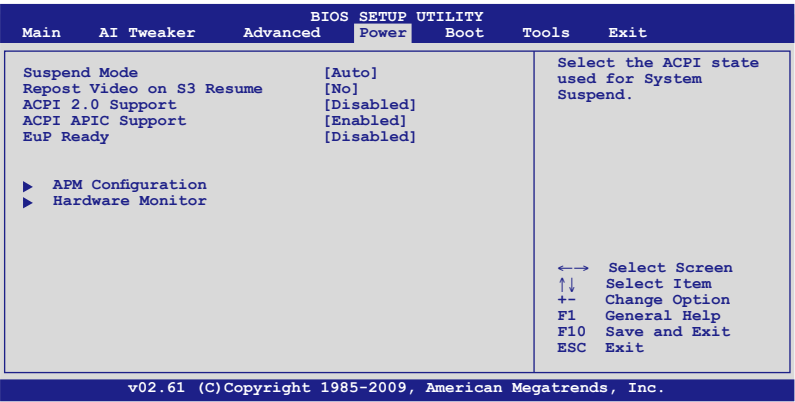 BIOS SETUP UTILITY
Main AI Tweaker Advanced Power Boot Tools Exit
Suspend Mode [Auto]
Repost Video on S3 Resume [No]
ACPI 2.0 Support [Disabled]
ACPI APIC Support [Enabled]
EuP Ready [Disabled]
▶ APM Configuration
▶ Hardware Monitor
Select the ACPI state
used for System
Suspend.
←→ Select Screen
↑↓ Select Item
+- Change Option
F1 General Help
F10 Save and Exit
ESC Exit
v02.61 (C)Copyright 1985-2009, American Megatrends, Inc.